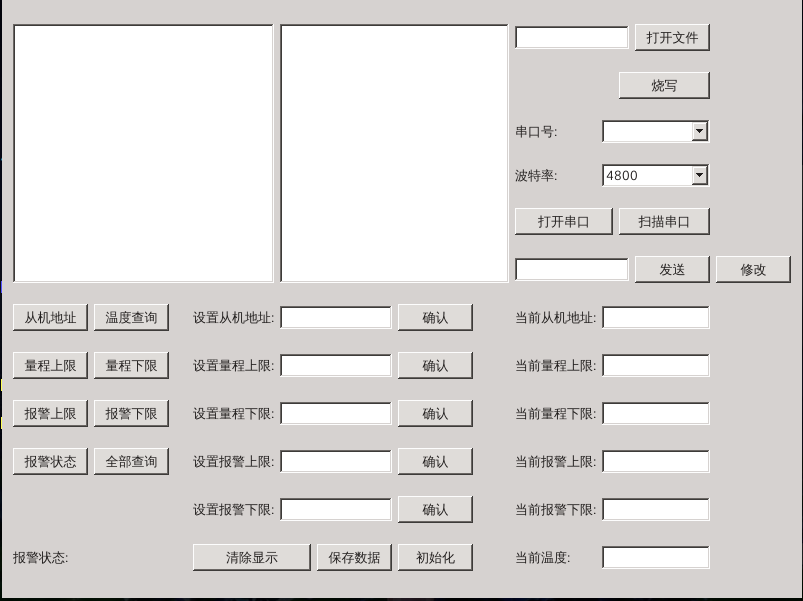 打开文件
烧写
串口号:
波特率: 4800
打开串口 扫描串口
发送 修改
从机地址 温度查询 设置从机地址: 确认 当前从机地址:
量程上限 量程下限 设置量程上限: 确认 当前量程上限:
报警上限 报警下限 设置量程下限: 确认 当前量程下限:
报警状态 全部查询 设置报警上限: 确认 当前报警上限:
设置报警下限: 确认 当前报警下限:
报警状态: 清除显示 保存数据 初始化 当前温度: